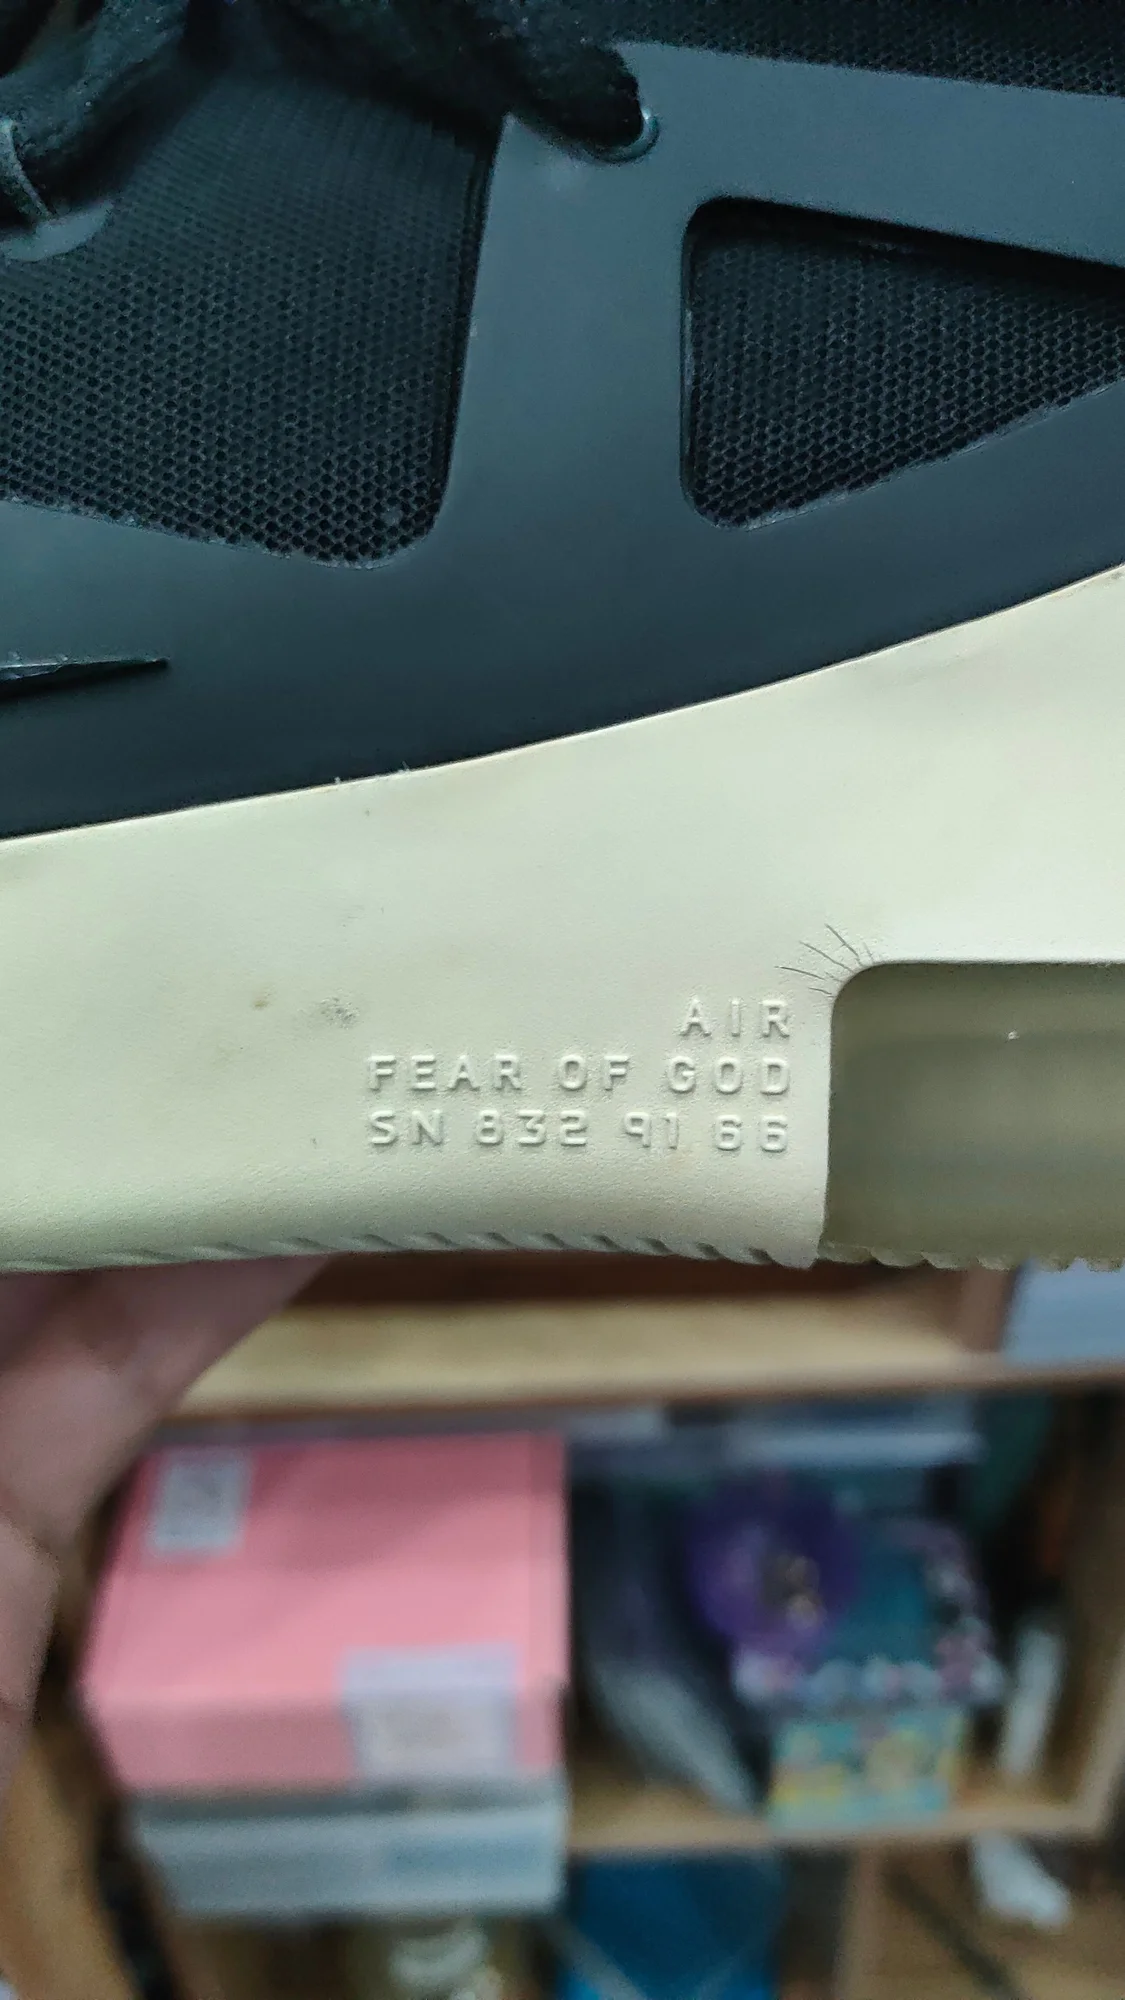 AIR
FEAR OF GOD
SN 832 91 66